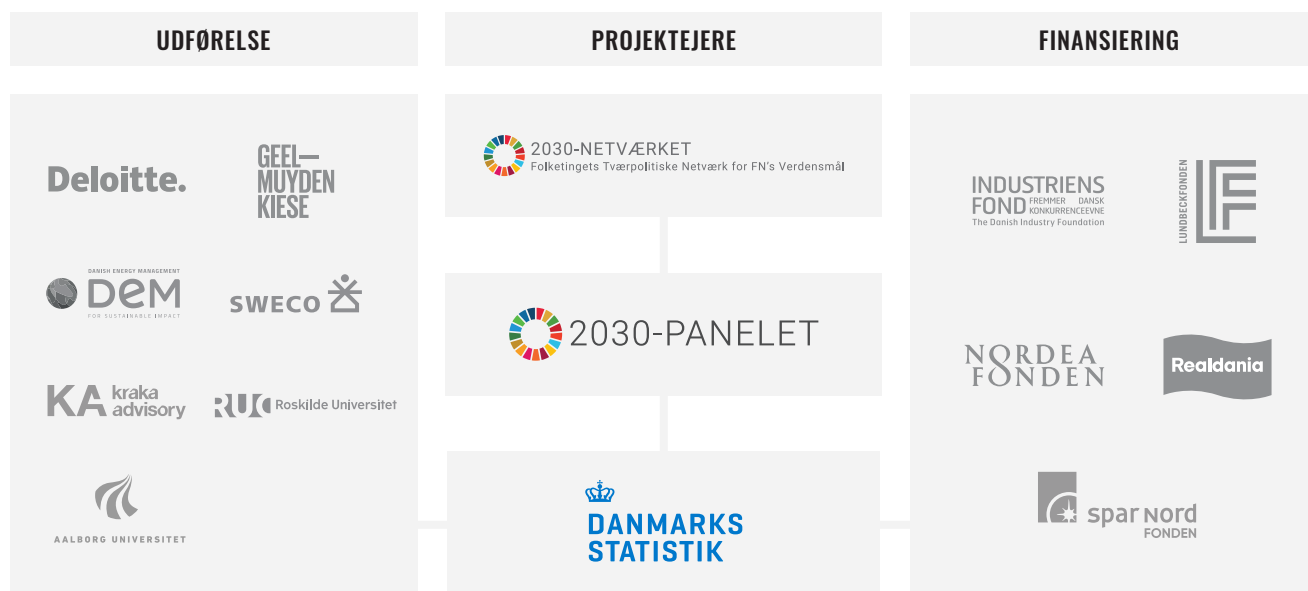 UDFØRELSE
Deloitte.
GEEL—
MUYDEN
KIESE
DANISH ENERGY MANAGEMENT
DEM
FOR SUSTAINABLE IMPACT
SWECO
KA kraka
advisory
RUC Roskilde Universitet
AALBORG UNIVERSITET
PROJEKTEJERE
2030-NETVÆRKET
Folketingets Tværpolitiske Netværk for FN's Verdensmål
2030-PANELET
DANMARKS
STATISTIK
FINANSIERING
INDUSTRIENS
FOND FREMMER DANSK
KONKURRENCEEVNE
The Danish Industry Foundation
LUNDBECKFONDEN
LF
NORDEA
FONDEN
Realdania
spar nord
FONDEN